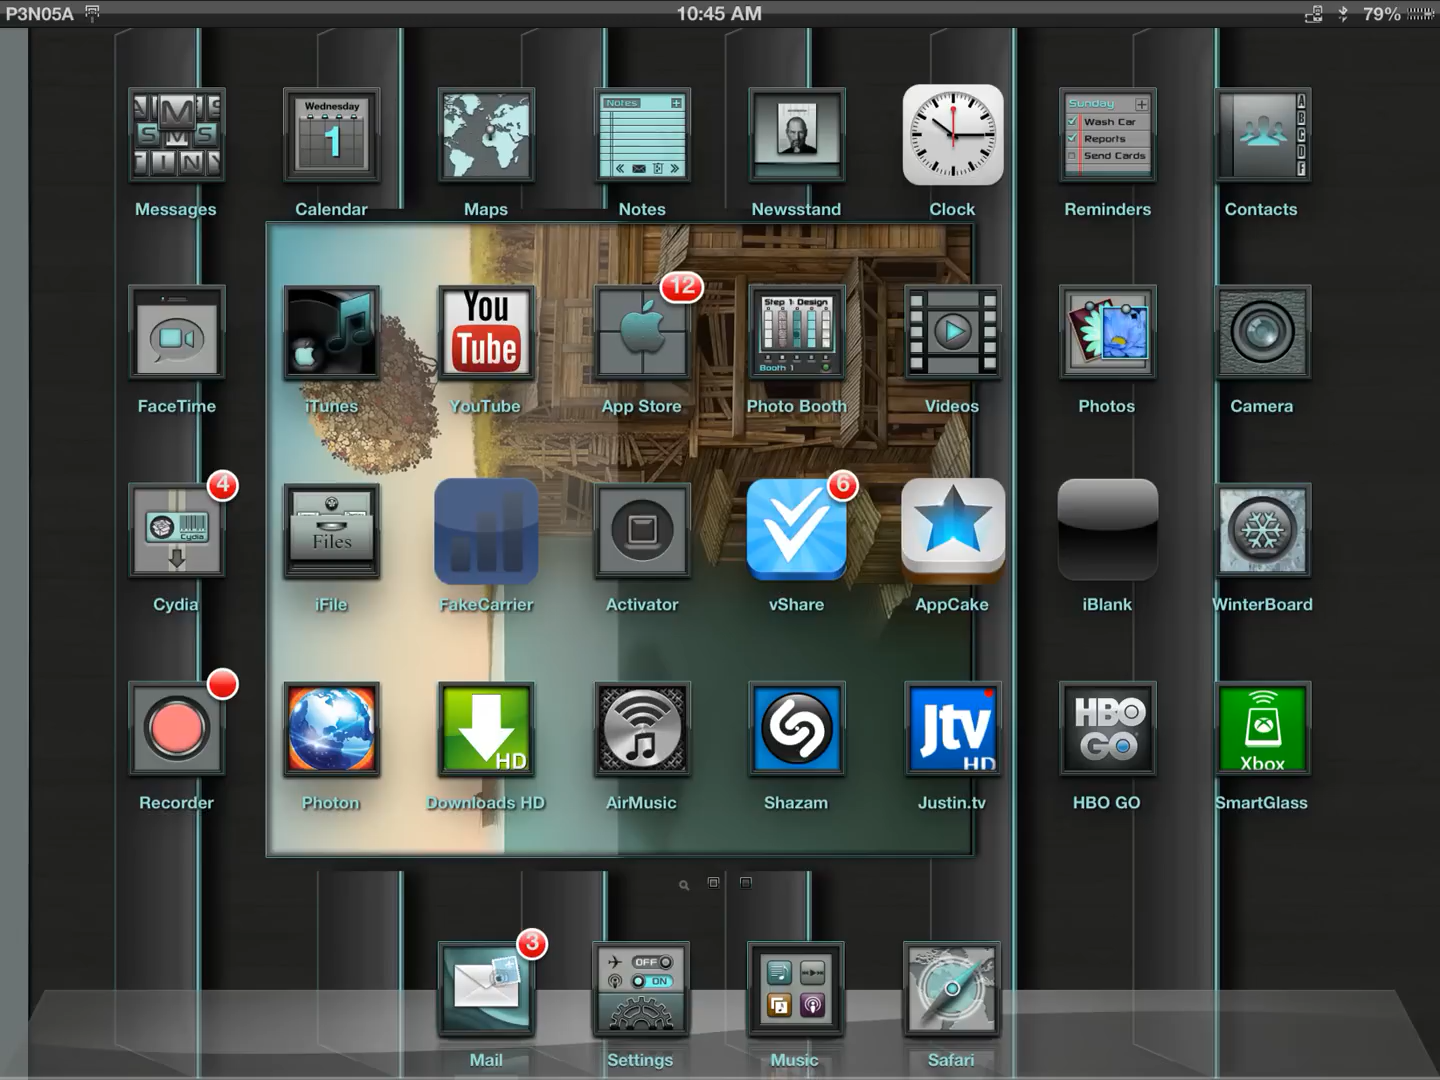 P3N05A
10:45 AM
79%
SMS
TINY
Wednesday
1
Notes
Sunday
Wash Car
Reports
Send Cards
A
B
C
D
E
F
Messages
Calendar
Maps
Notes
Newsstand
Clock
Reminders
Contacts
You
Tube
12
Step 1: Design
Booth 1
FaceTime
iTunes
YouTube
App Store
Photo Booth
Videos
Photos
Camera
4
Cydia
Files
6
Cydia
iFile
FakeCarrier
Activator
vShare
AppCake
iBlank
WinterBoard
HD
Jtv
HD
HBO
GO
Xbox
Recorder
Photon
Downloads HD
AirMusic
Shazam
Justin.tv
HBO GO
SmartGlass
3
OFF
ON
Mail
Settings
Music
Safari